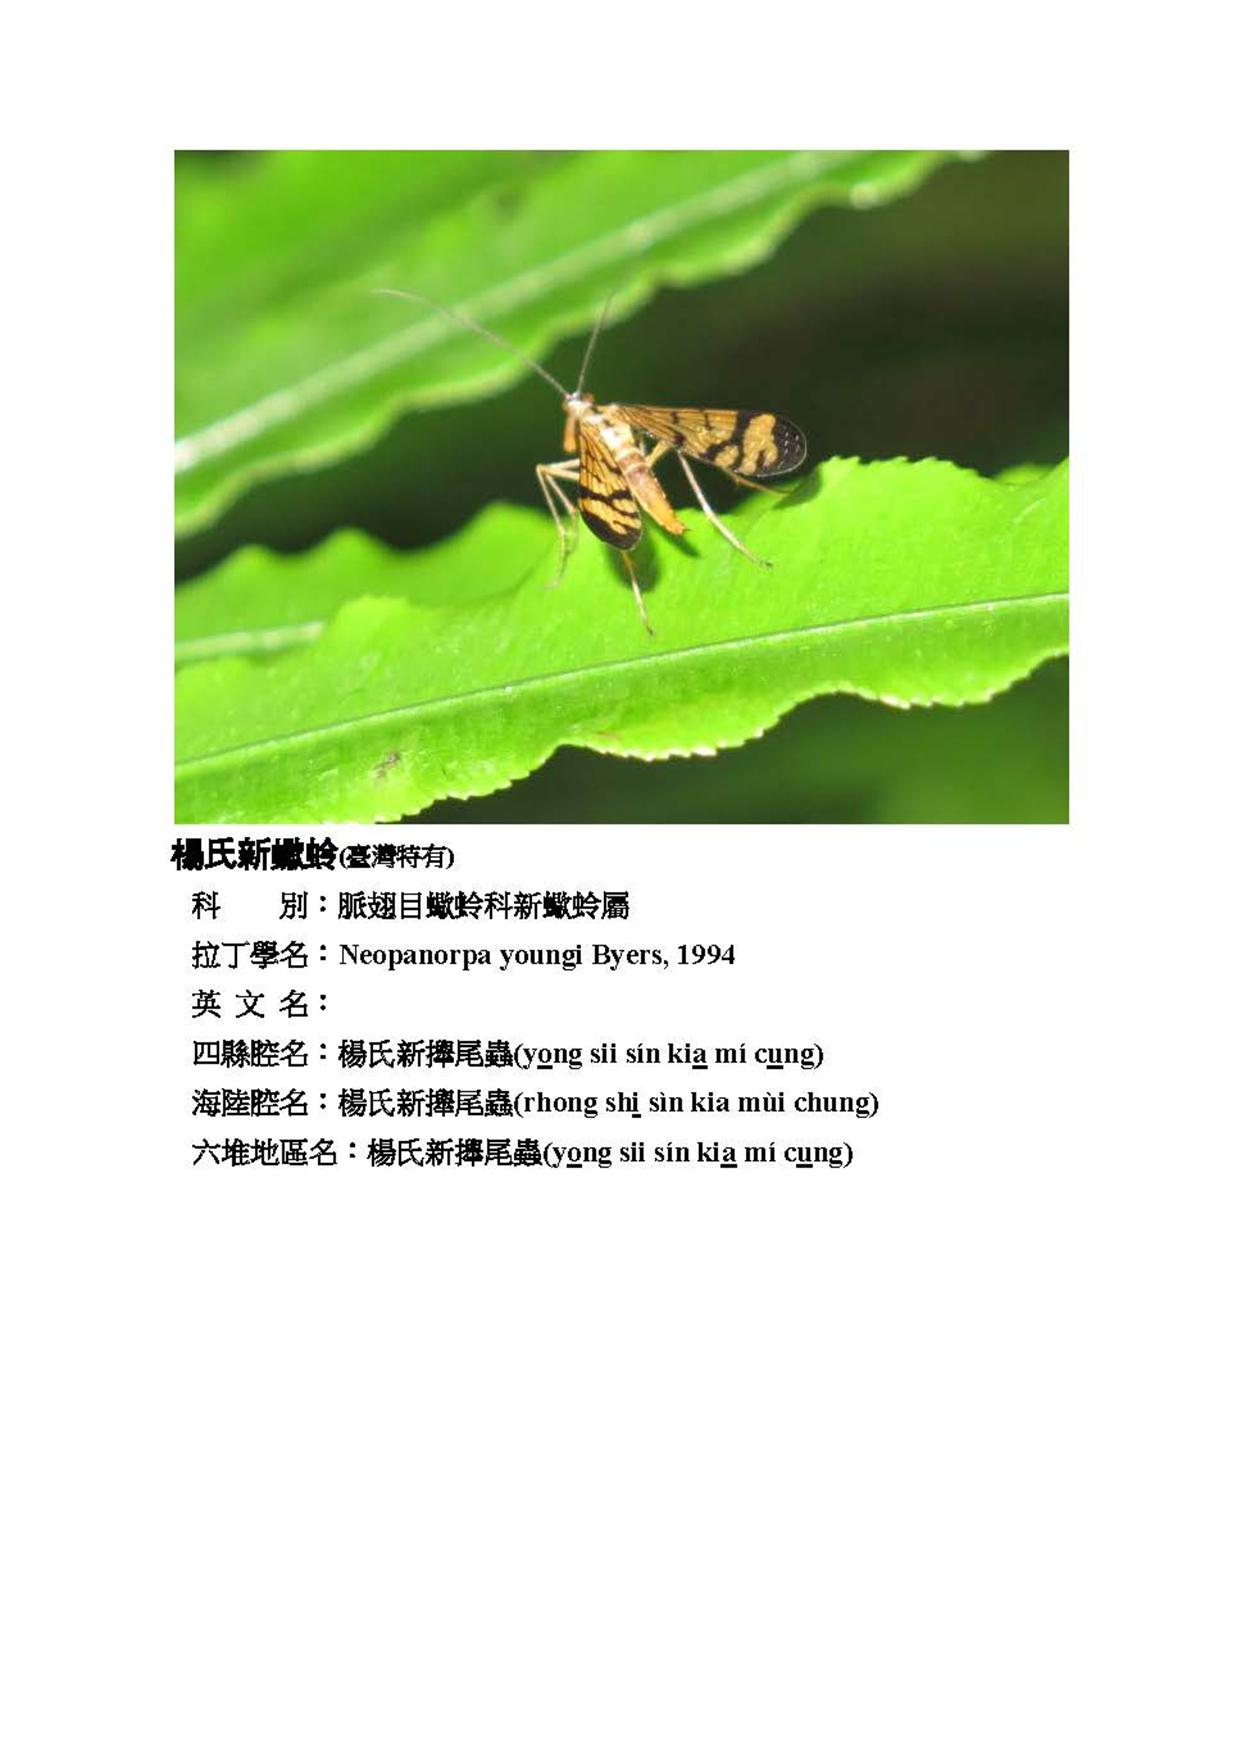 楊氏新蠍蛉(臺灣特有)
科 別：脈翅目蠍蛉科新蠍蛉屬
拉丁學名：Neopanorpa youngi Byers, 1994
英 文 名：
四縣腔名：楊氏新擎尾蟲(yong sii sín kia mí cung)
海陸腔名：楊氏新擎尾蟲(rhong shi sìn kia mùi chung)
六堆地區名：楊氏新擎尾蟲(yong sii sín kia mí cung)